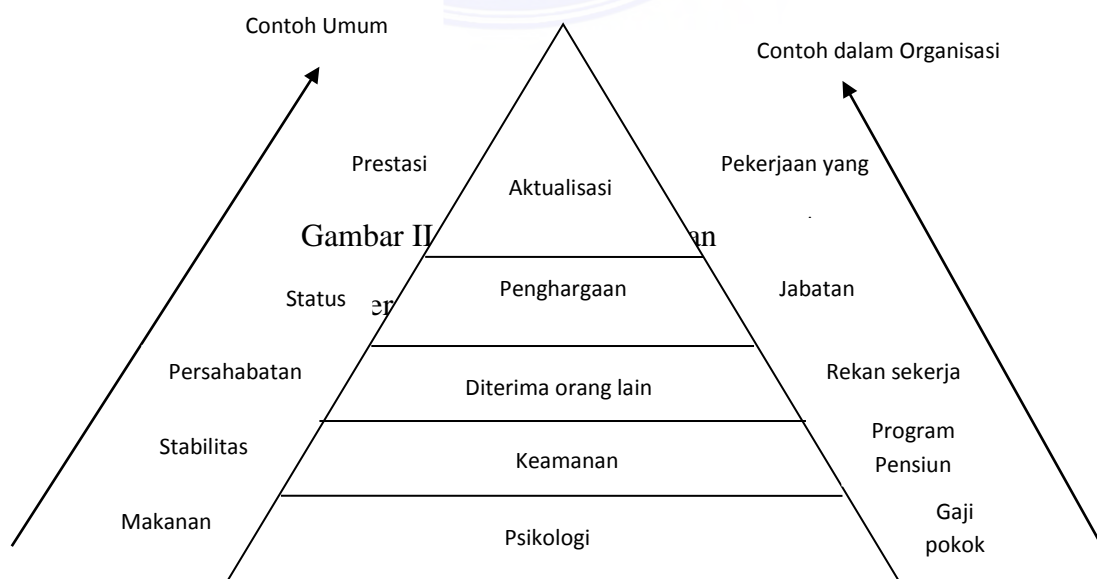 Contoh Umum
Contoh dalam Organisasi
Prestasi
Aktualisasi
Pekerjaan yang
Gambar II
Status
Penghargaan
Jabatan
Persahabatan
Diterima orang lain
Rekan sekerja
Stabilitas
Keamanan
Program
Pensiun
Makanan
Psikologi
Gaji
pokok